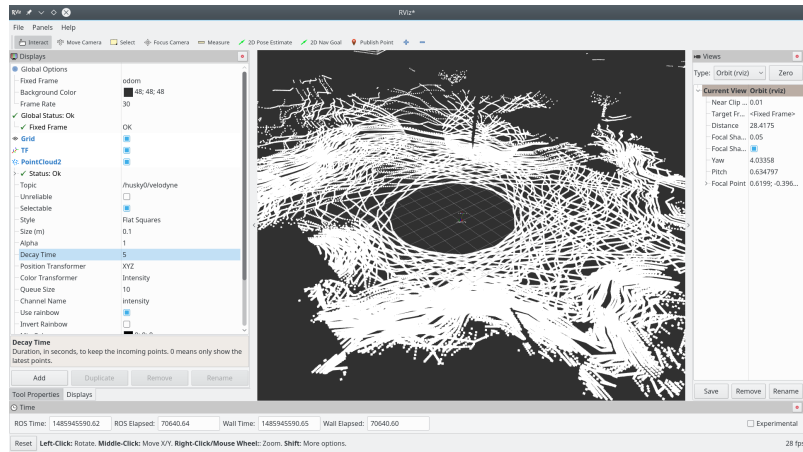 RViz*
File Panels Help
Interact Move Camera Select Focus Camera Measure 2D Pose Estimate 2D Nav Goal Publish Point
Displays
Global Options
Fixed Frame odom
Background Color 48; 48; 48
Frame Rate 30
Global Status: Ok
Fixed Frame OK
Grid
TF
PointCloud2
Status: Ok
Topic /husky0/velodyne
Unreliable
Selectable
Style Flat Squares
Size (m) 0.1
Alpha 1
Decay Time 5
Position Transformer XYZ
Color Transformer Intensity
Queue Size 10
Channel Name intensity
Use rainbow
Invert Rainbow
Decay Time
Duration, in seconds, to keep the incoming points. 0 means only show the
latest points.
Add Duplicate Remove Rename
Tool Properties Displays
Views
Type: Orbit (rviz) Zero
Current View Orbit (rviz)
Near Clip ... 0.01
Target Fr... <Fixed Frame>
Distance 28.4175
Focal Sha... 0.05
Focal Sha...
Yaw 4.03358
Pitch 0.634797
Focal Point 0.6199; -0.396...
Save Remove Rename
Time
ROS Time: 1485945590.62 ROS Elapsed: 70640.64 Wall Time: 1485945590.65 Wall Elapsed: 70640.60 Experimental
Reset Left-Click: Rotate. Middle-Click: Move X/Y. Right-Click/Mouse Wheel:: Zoom. Shift: More options. 28 fps